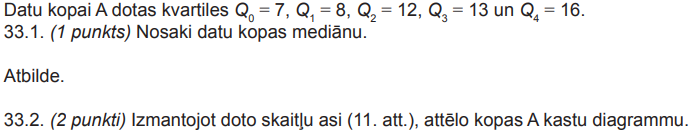 Datu kopai A dotas kvartiles Q₀ = 7, Q₁ = 8, Q₂ = 12, Q₃ = 13 un Q₄ = 16.
33.1. (1 punkts) Nosaki datu kopas mediānu.
Atbilde.
33.2. (2 punkti) Izmantojot doto skaitļu asi (11. att.), attēlo kopas A kastu diagrammu.